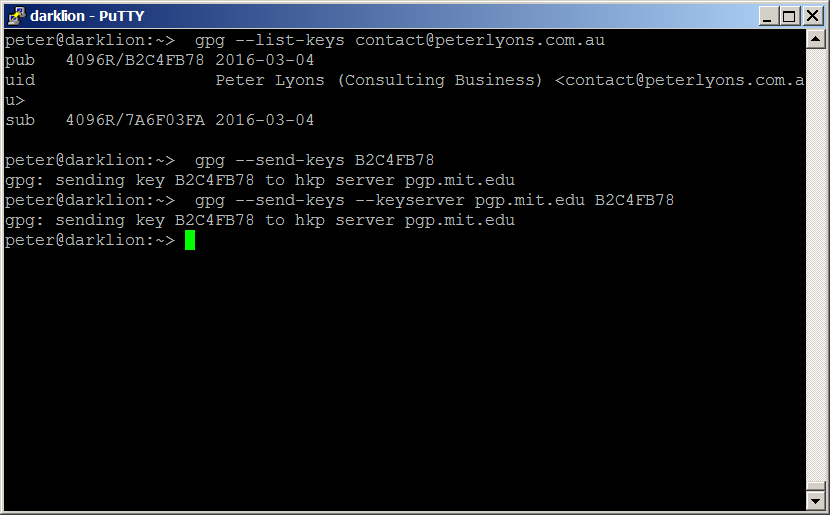 darklion - PuTTY
peter@darklion:~>  gpg --list-keys contact@peterlyons.com.au
pub   4096R/B2C4FB78 2016-03-04
uid                  Peter Lyons (Consulting Business) <contact@peterlyons.com.a
u>
sub   4096R/7A6F03FA 2016-03-04
peter@darklion:~>  gpg --send-keys B2C4FB78
gpg: sending key B2C4FB78 to hkp server pgp.mit.edu
peter@darklion:~>  gpg --send-keys --keyserver pgp.mit.edu B2C4FB78
gpg: sending key B2C4FB78 to hkp server pgp.mit.edu
peter@darklion:~>